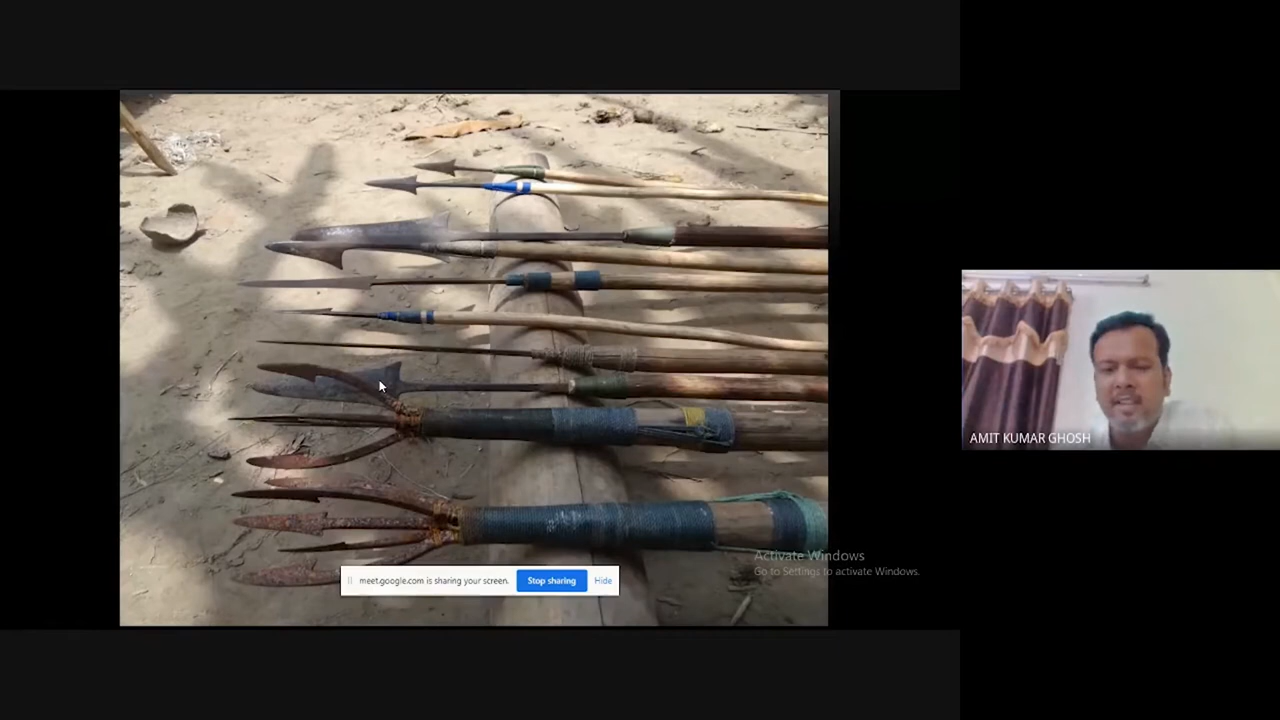 meet.google.com is sharing your screen. Stop sharing Hide
Activate Windows
Go to Settings to activate Windows.
AMIT KUMAR GHOSH